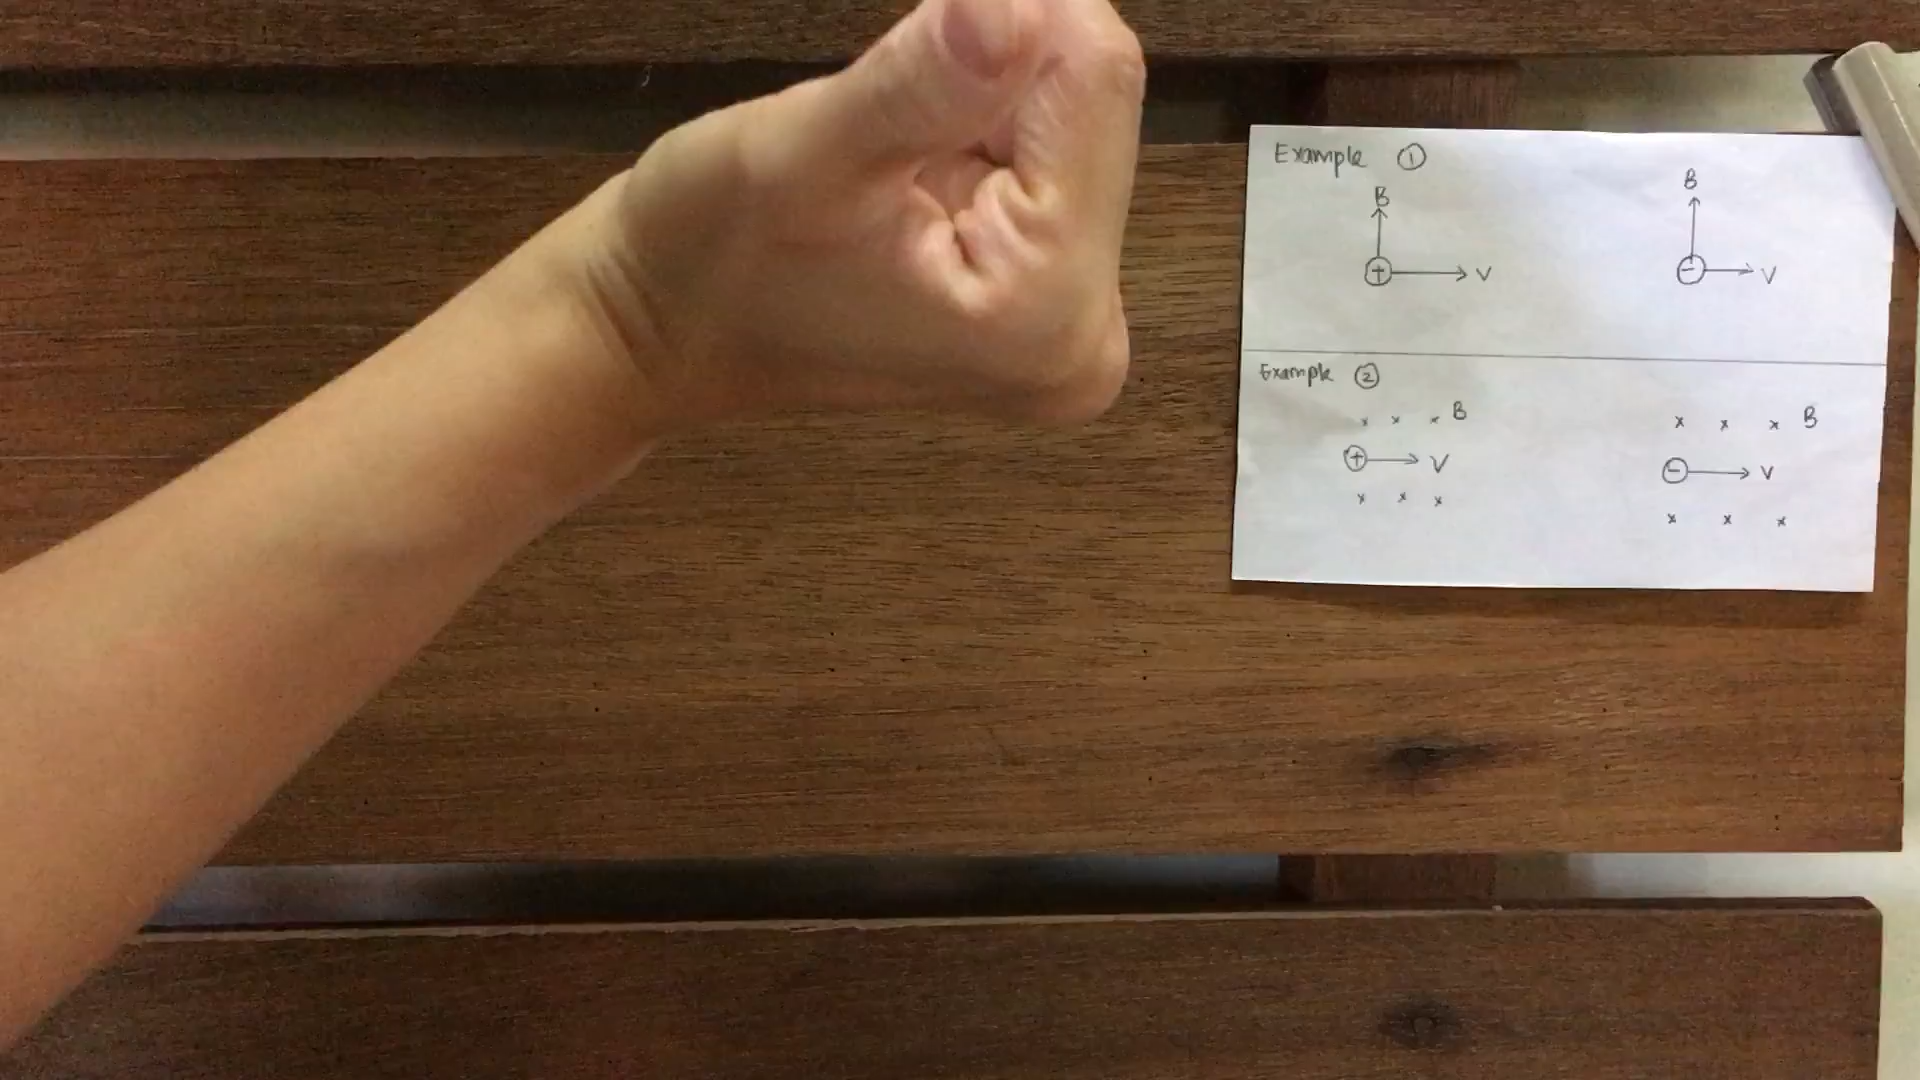 Example ①
B B
+ V - V
Example ②
x x x B x x x B
+ V - V
x x x x x x